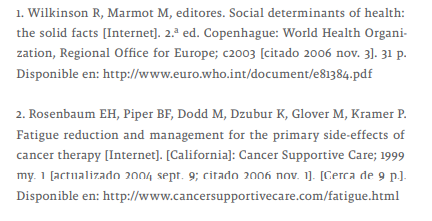 1. Wilkinson R, Marmot M, editores. Social determinants of health:
the solid facts [Internet]. 2.ª ed. Copenhague: World Health Organi-
zation, Regional Office for Europe; c2003 [citado 2006 nov. 3]. 31 p.
Disponible en: http://www.euro.who.int/document/e81384.pdf
2. Rosenbaum EH, Piper BF, Dodd M, Dzubur K, Glover M, Kramer P.
Fatigue reduction and management for the primary side-effects of
cancer therapy [Internet]. [California]: Cancer Supportive Care; 1999
my. 1 [actualizado 2004 sept. 9; citado 2006 nov. 1]. [Cerca de 9 p.].
Disponible en: http://www.cancersupportivecare.com/fatigue.html